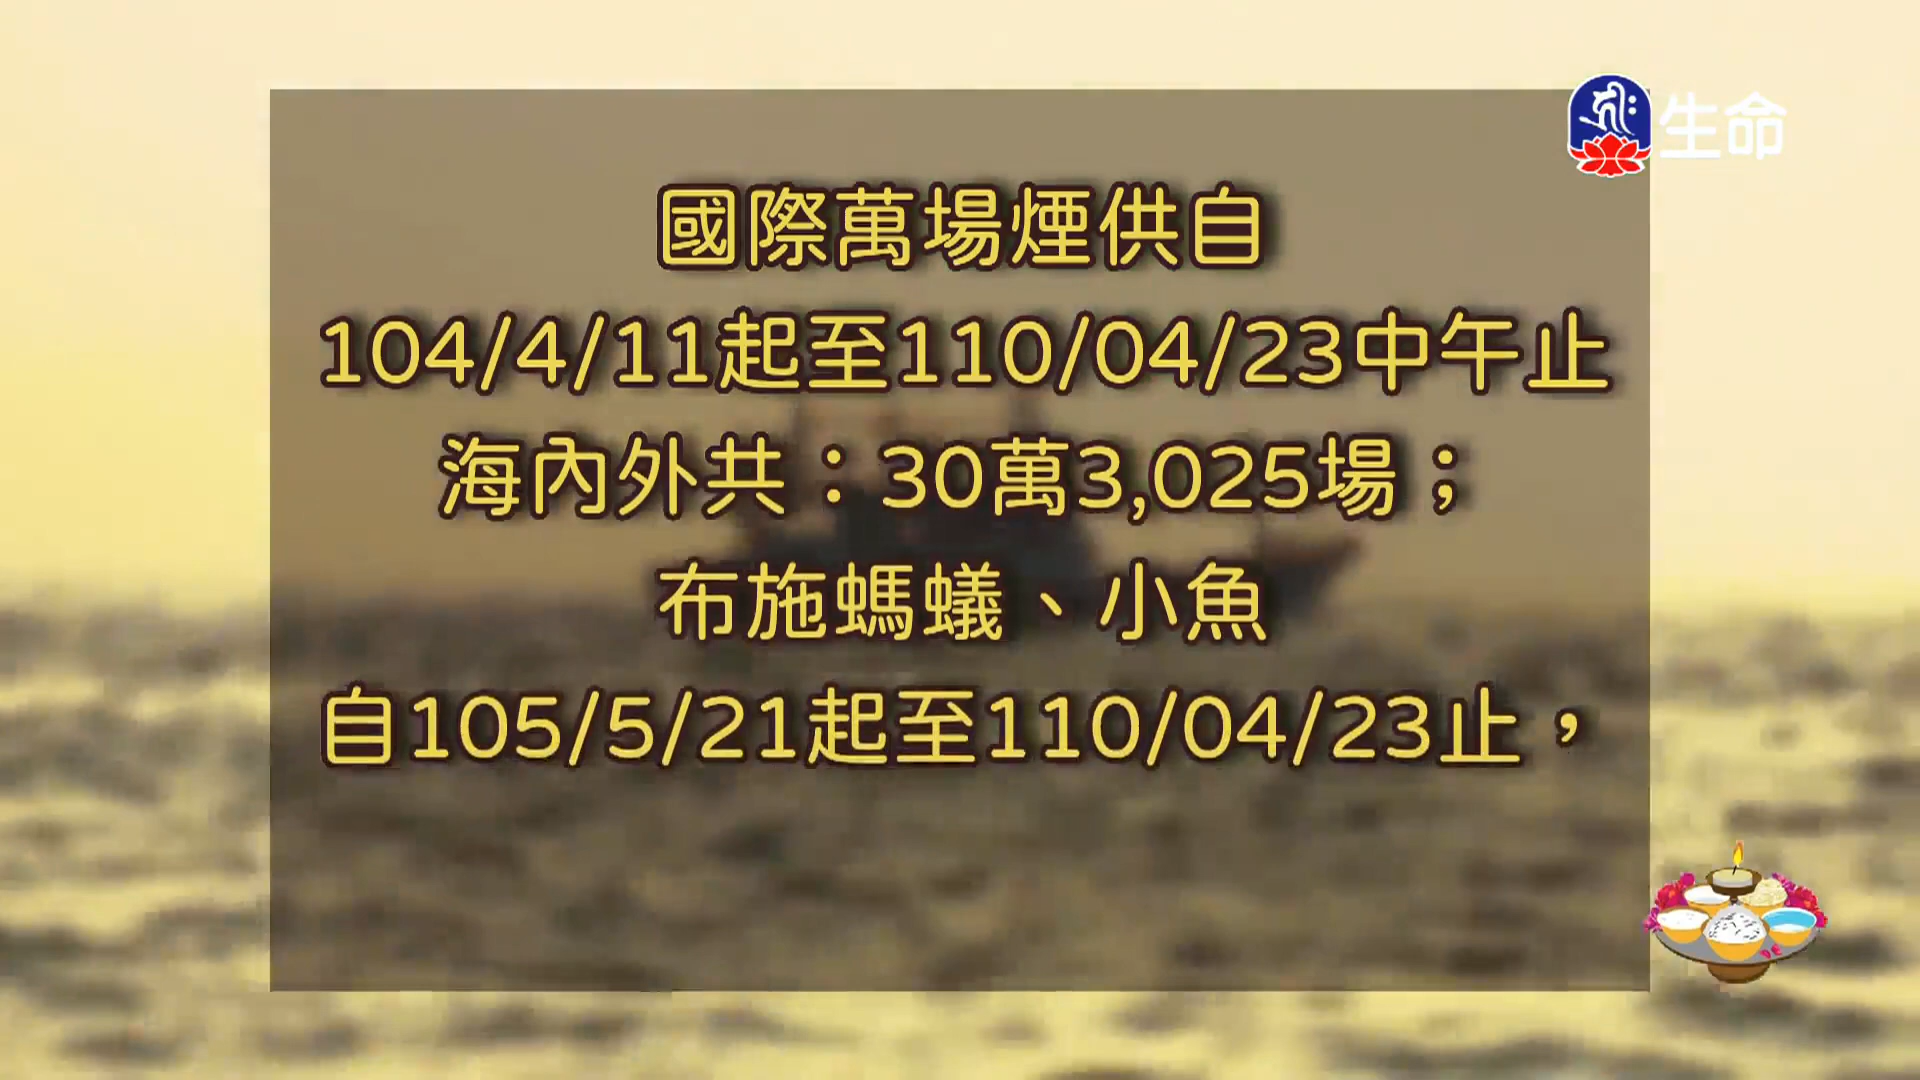 生命
國際萬場煙供自
104/4/11起至110/04/23中午止
海內外共：30萬3,025場；
布施螞蟻、小魚
自105/5/21起至110/04/23止，